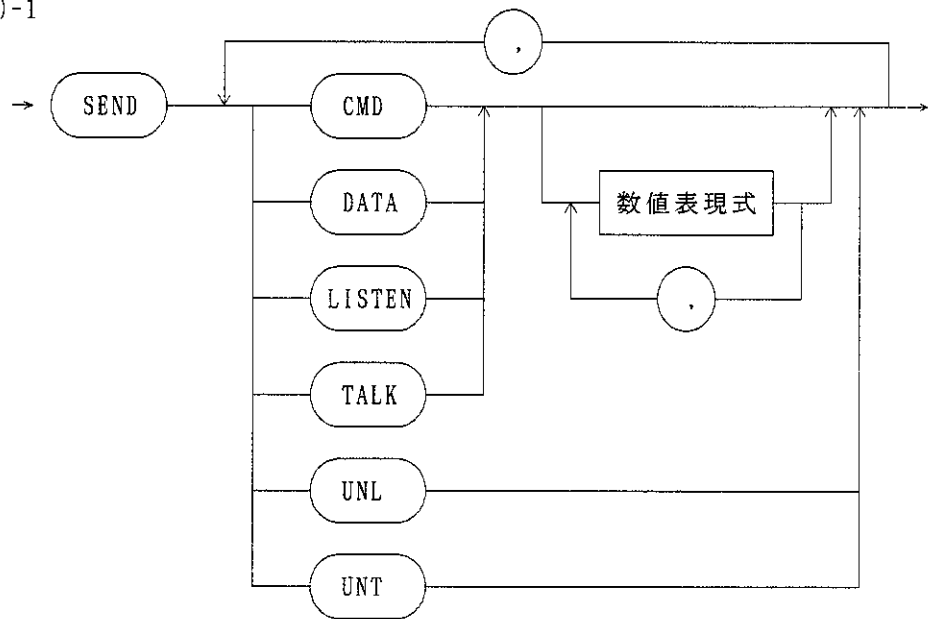 )-1
,
SEND
CMD
DATA
数値表現式
LISTEN
,
TALK
UNL
UNT